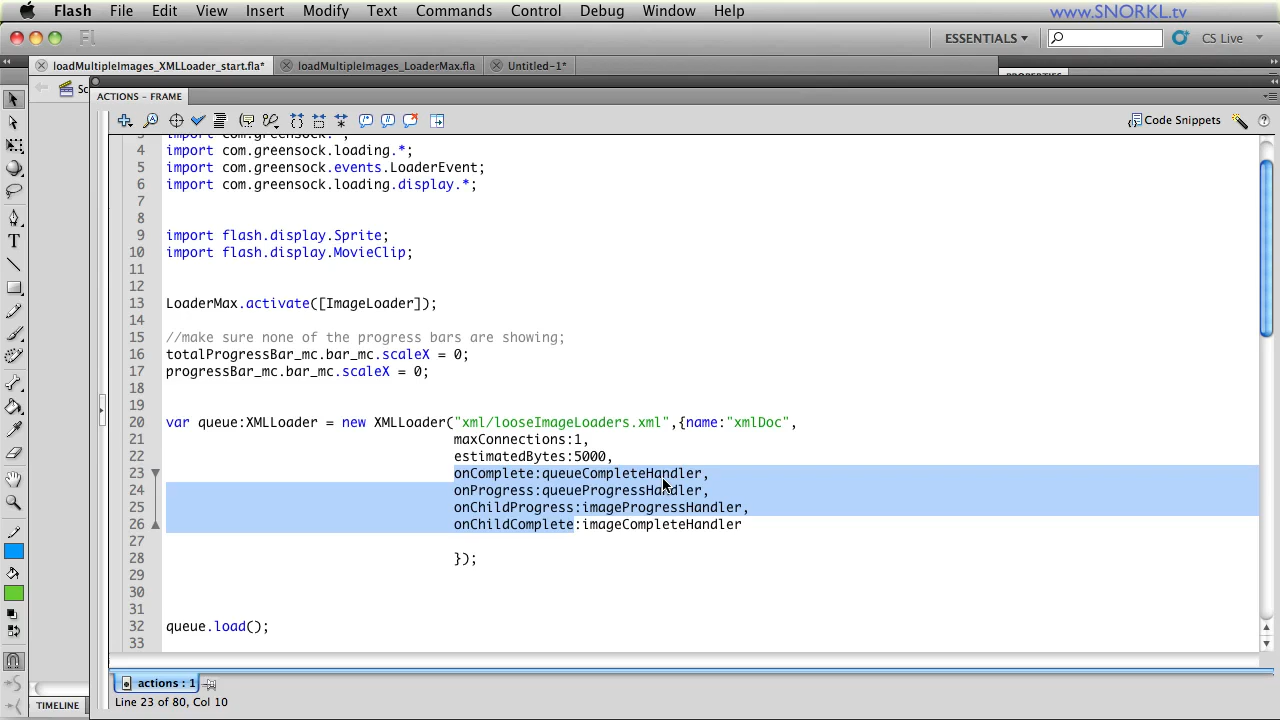 Flash File Edit View Insert Modify Text Commands Control Debug Window Help www.SNORKL.tv
Fl ESSENTIALS CS Live
loadMultipleImages_XMLLoader_start.fla* loadMultipleImages_LoaderMax.fla Untitled-1* PROPERTIES
Sc
ACTIONS - FRAME
Code Snippets
3 import com.greensock.*;
4 import com.greensock.loading.*;
5 import com.greensock.events.LoaderEvent;
6 import com.greensock.loading.display.*;
7
8
9 import flash.display.Sprite;
10 import flash.display.MovieClip;
11
12
13 LoaderMax.activate([ImageLoader]);
14
15 //make sure none of the progress bars are showing;
16 totalProgressBar_mc.bar_mc.scaleX = 0;
17 progressBar_mc.bar_mc.scaleX = 0;
18
19
20 var queue:XMLLoader = new XMLLoader("xml/looseImageLoaders.xml",{name:"xmlDoc",
21 maxConnections:1,
22 estimatedBytes:5000,
23 onComplete:queueCompleteHandler,
24 onProgress:queueProgressHandler,
25 onChildProgress:imageProgressHandler,
26 onChildComplete:imageCompleteHandler
27
28 });
29
30
31
32 queue.load();
33
actions : 1
TIMELINE Line 23 of 80, Col 10